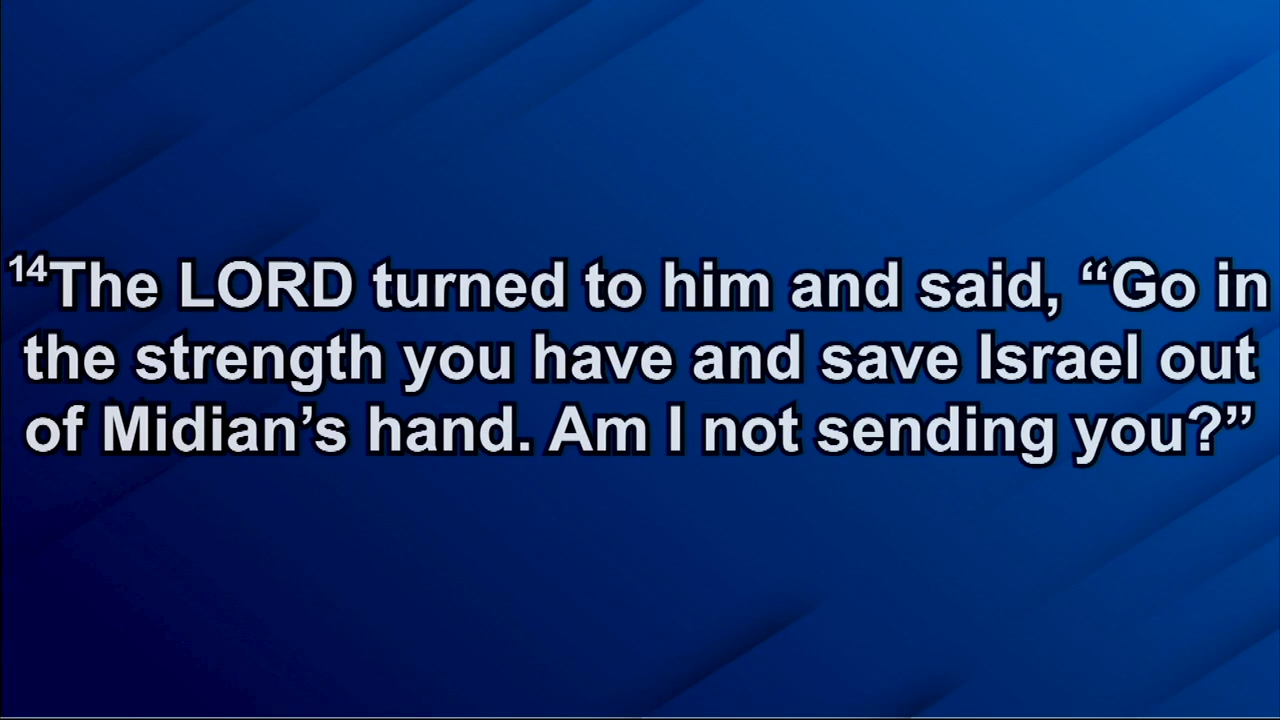 ¹⁴The LORD turned to him and said, “Go in
the strength you have and save Israel out
of Midian’s hand. Am I not sending you?”